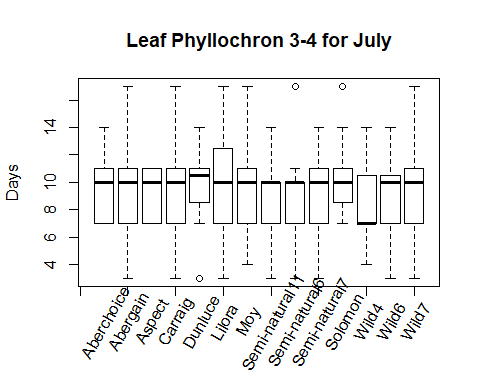 Leaf Phyllochron 3-4 for July
Days
14
10
8
6
4
Aberchoice
Abergain
Aspect
Carraig
Dunluce
Lilora
Moy
Semi-natural11
Semi-natural6
Semi-natural7
Solomon
Wild4
Wild6
Wild7